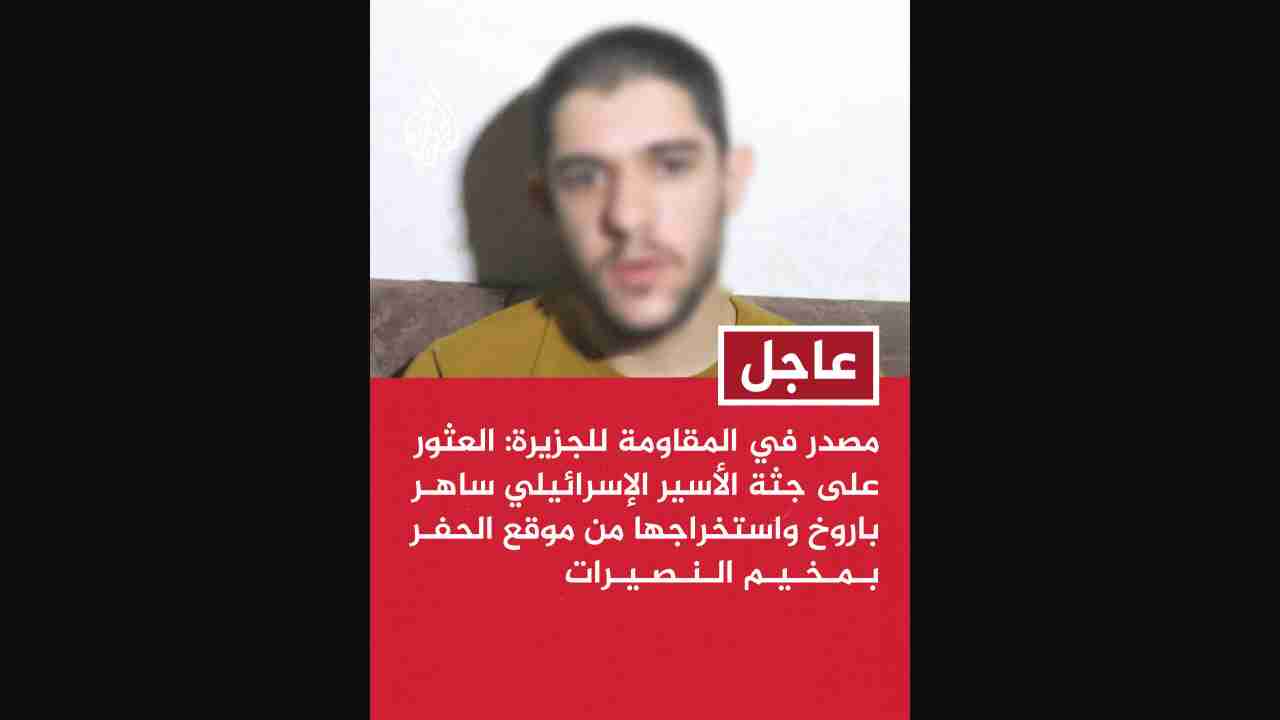 عاجل
مصدر في المقاومة للجزيرة: العثور
على جثة الأسير الإسرائيلي ساهر
باروخ واستخراجها من موقع الحفر
بمخيم النصيرات